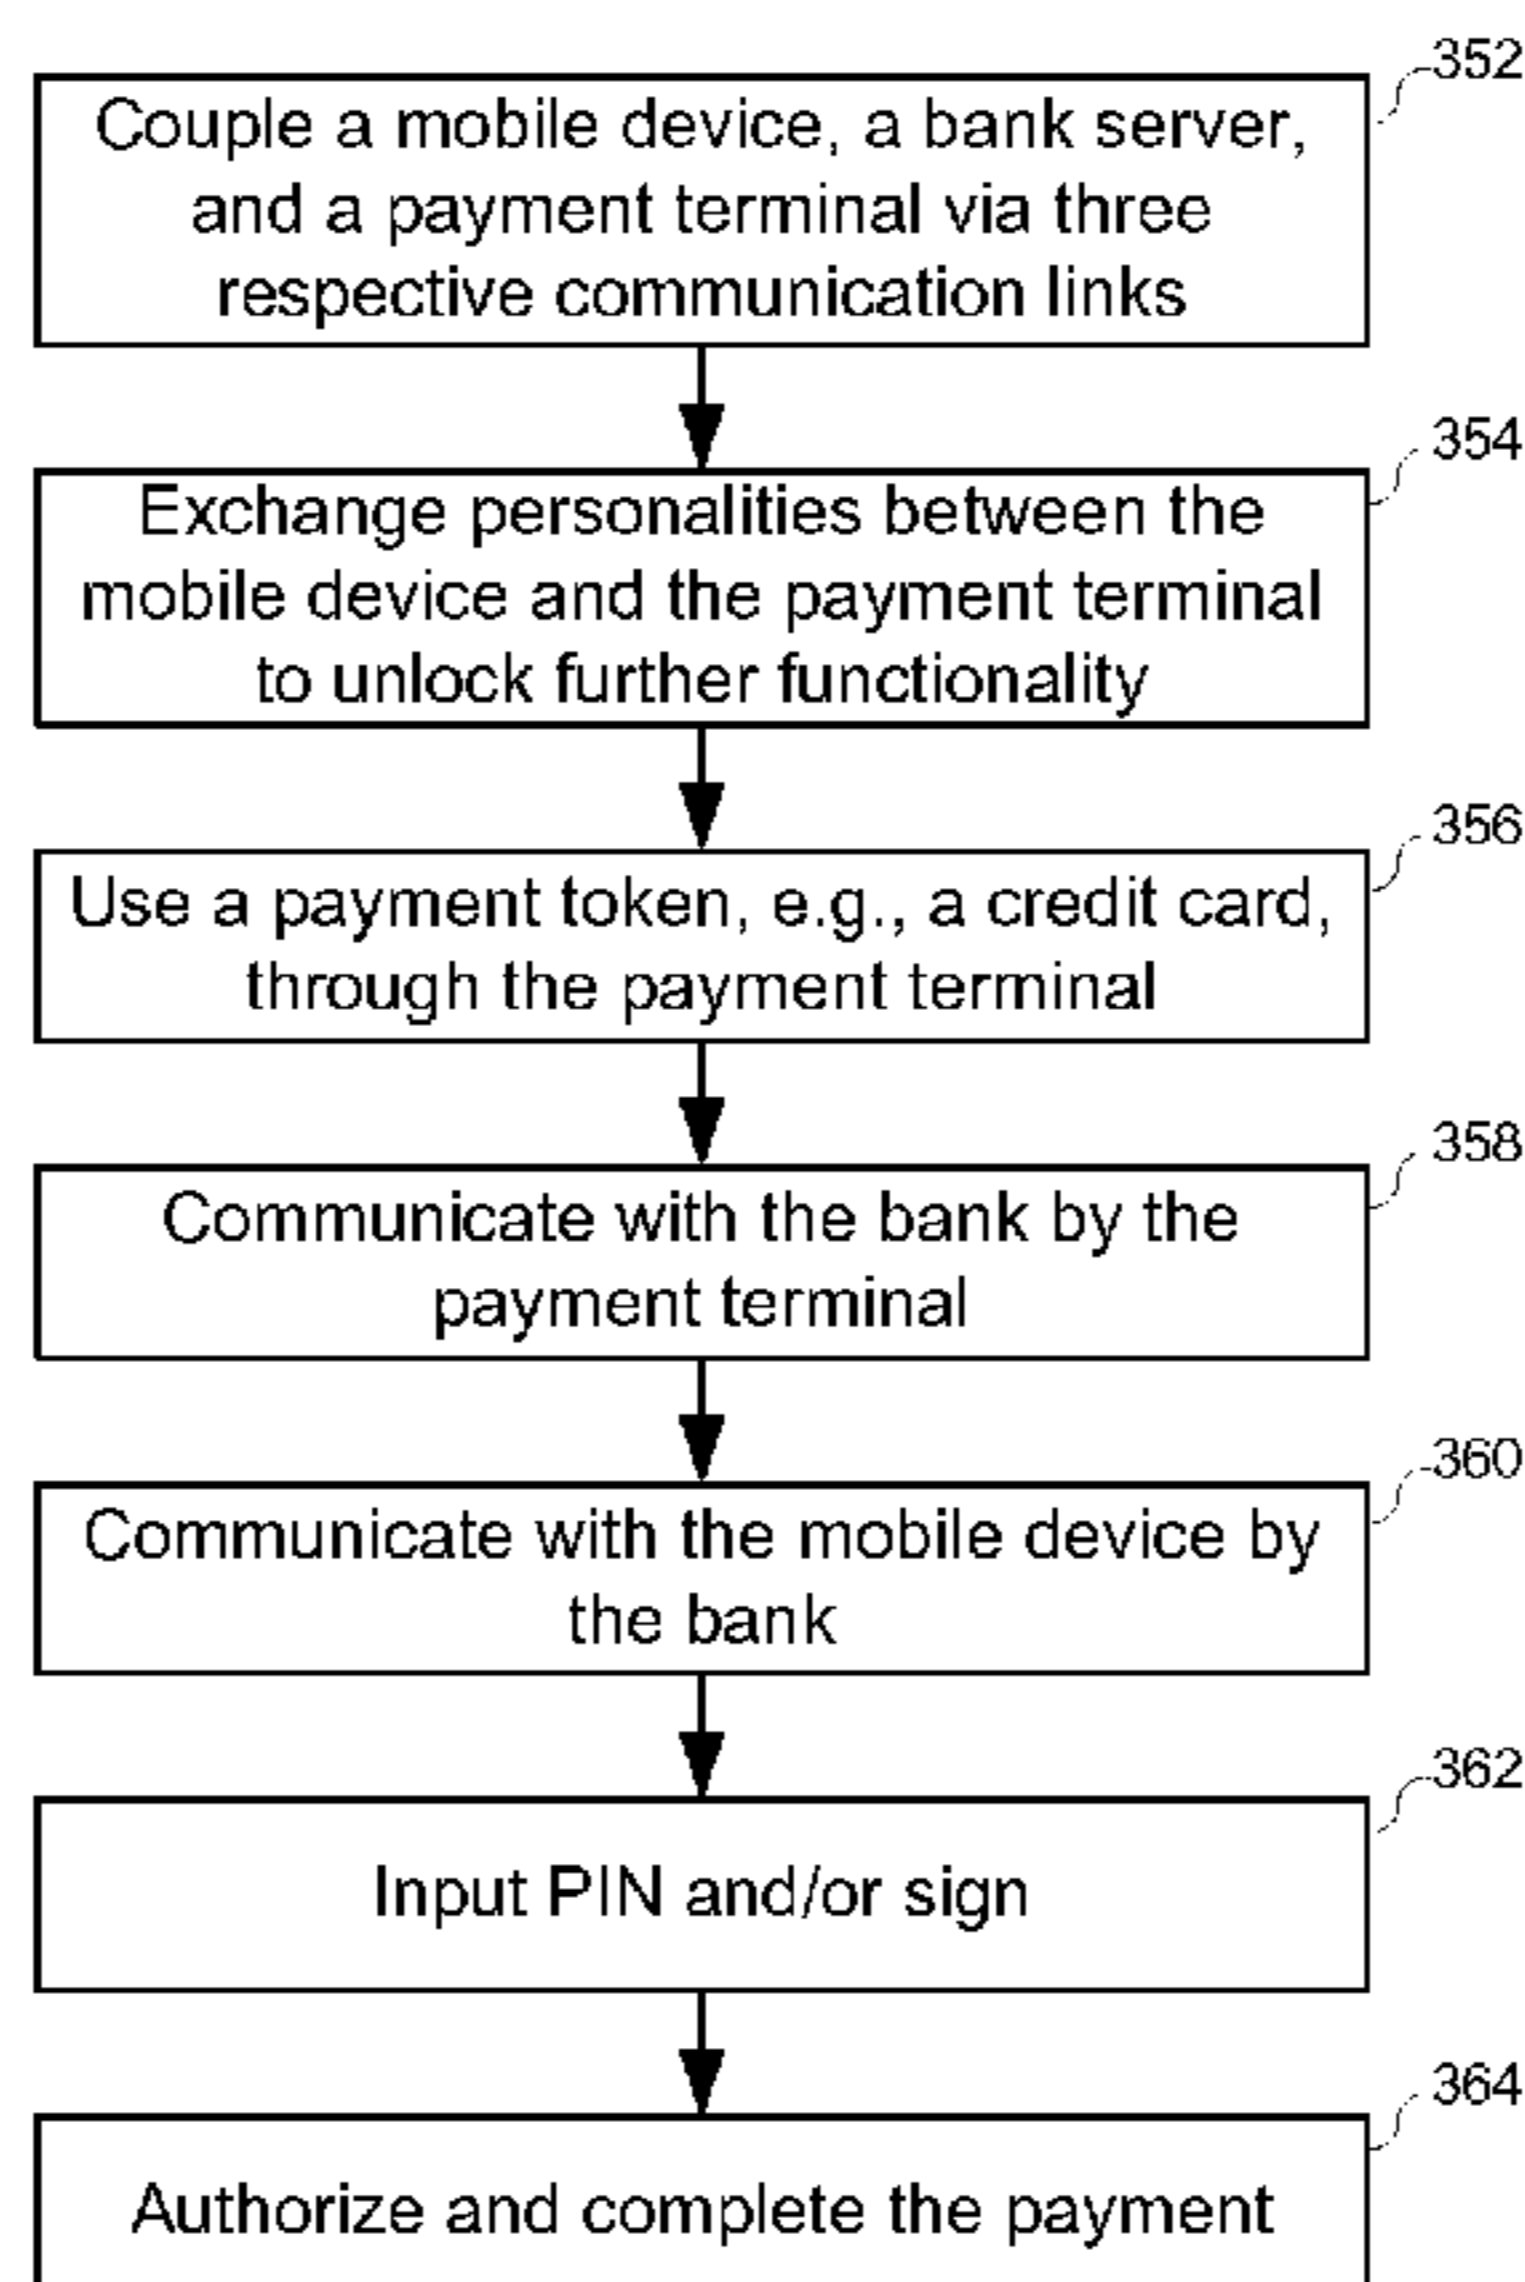 352
Couple a mobile device, a bank server,
and a payment terminal via three
respective communication links
354
Exchange personalities between the
mobile device and the payment terminal
to unlock further functionality
356
Use a payment token, e.g., a credit card,
through the payment terminal
358
Communicate with the bank by the
payment terminal
360
Communicate with the mobile device by
the bank
362
Input PIN and/or sign
364
Authorize and complete the payment